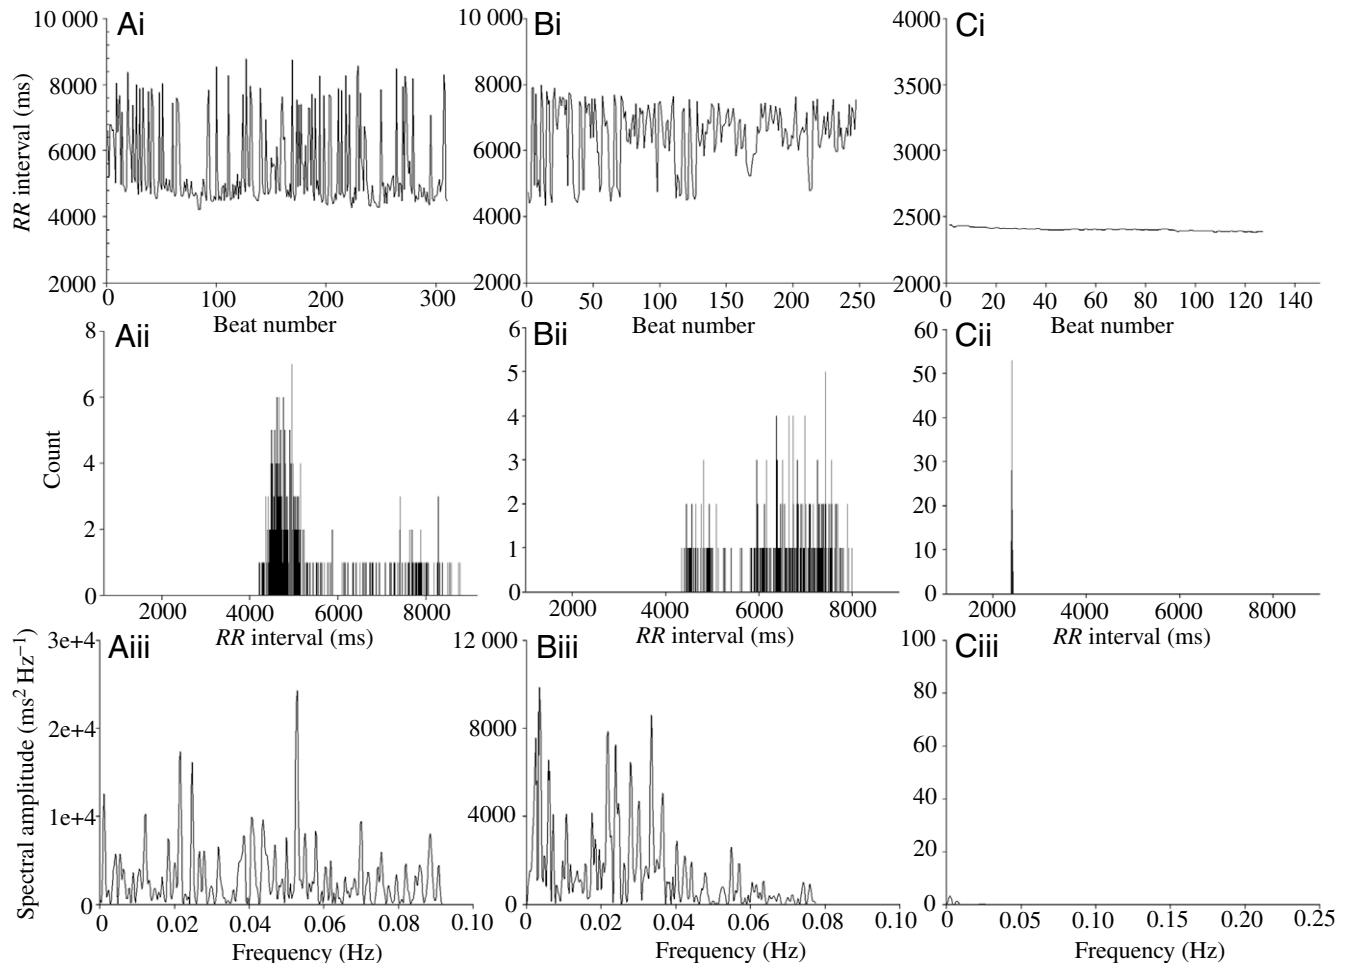 Ai
10 000
8000
6000
4000
2000
RR interval (ms)
0 100 200 300
Beat number
Bi
10 000
8000
6000
4000
2000
0 50 100 150 200 250
Beat number
Ci
4000
3500
3000
2500
2000
0 20 40 60 80 100 120 140
Beat number
Aii
8
6
4
2
0
Count
2000 4000 6000 8000
RR interval (ms)
Bii
6
5
4
3
2
1
0
2000 4000 6000 8000
RR interval (ms)
Cii
60
50
40
30
20
10
0
2000 4000 6000 8000
RR interval (ms)
Aiii
3e+4
2e+4
1e+4
0
Spectral amplitude (ms² Hz⁻¹)
0 0.02 0.04 0.06 0.08 0.10
Frequency (Hz)
Biii
12 000
8000
4000
0
0 0.02 0.04 0.06 0.08 0.10
Frequency (Hz)
Ciii
100
80
60
40
20
0
0 0.05 0.10 0.15 0.20 0.25
Frequency (Hz)